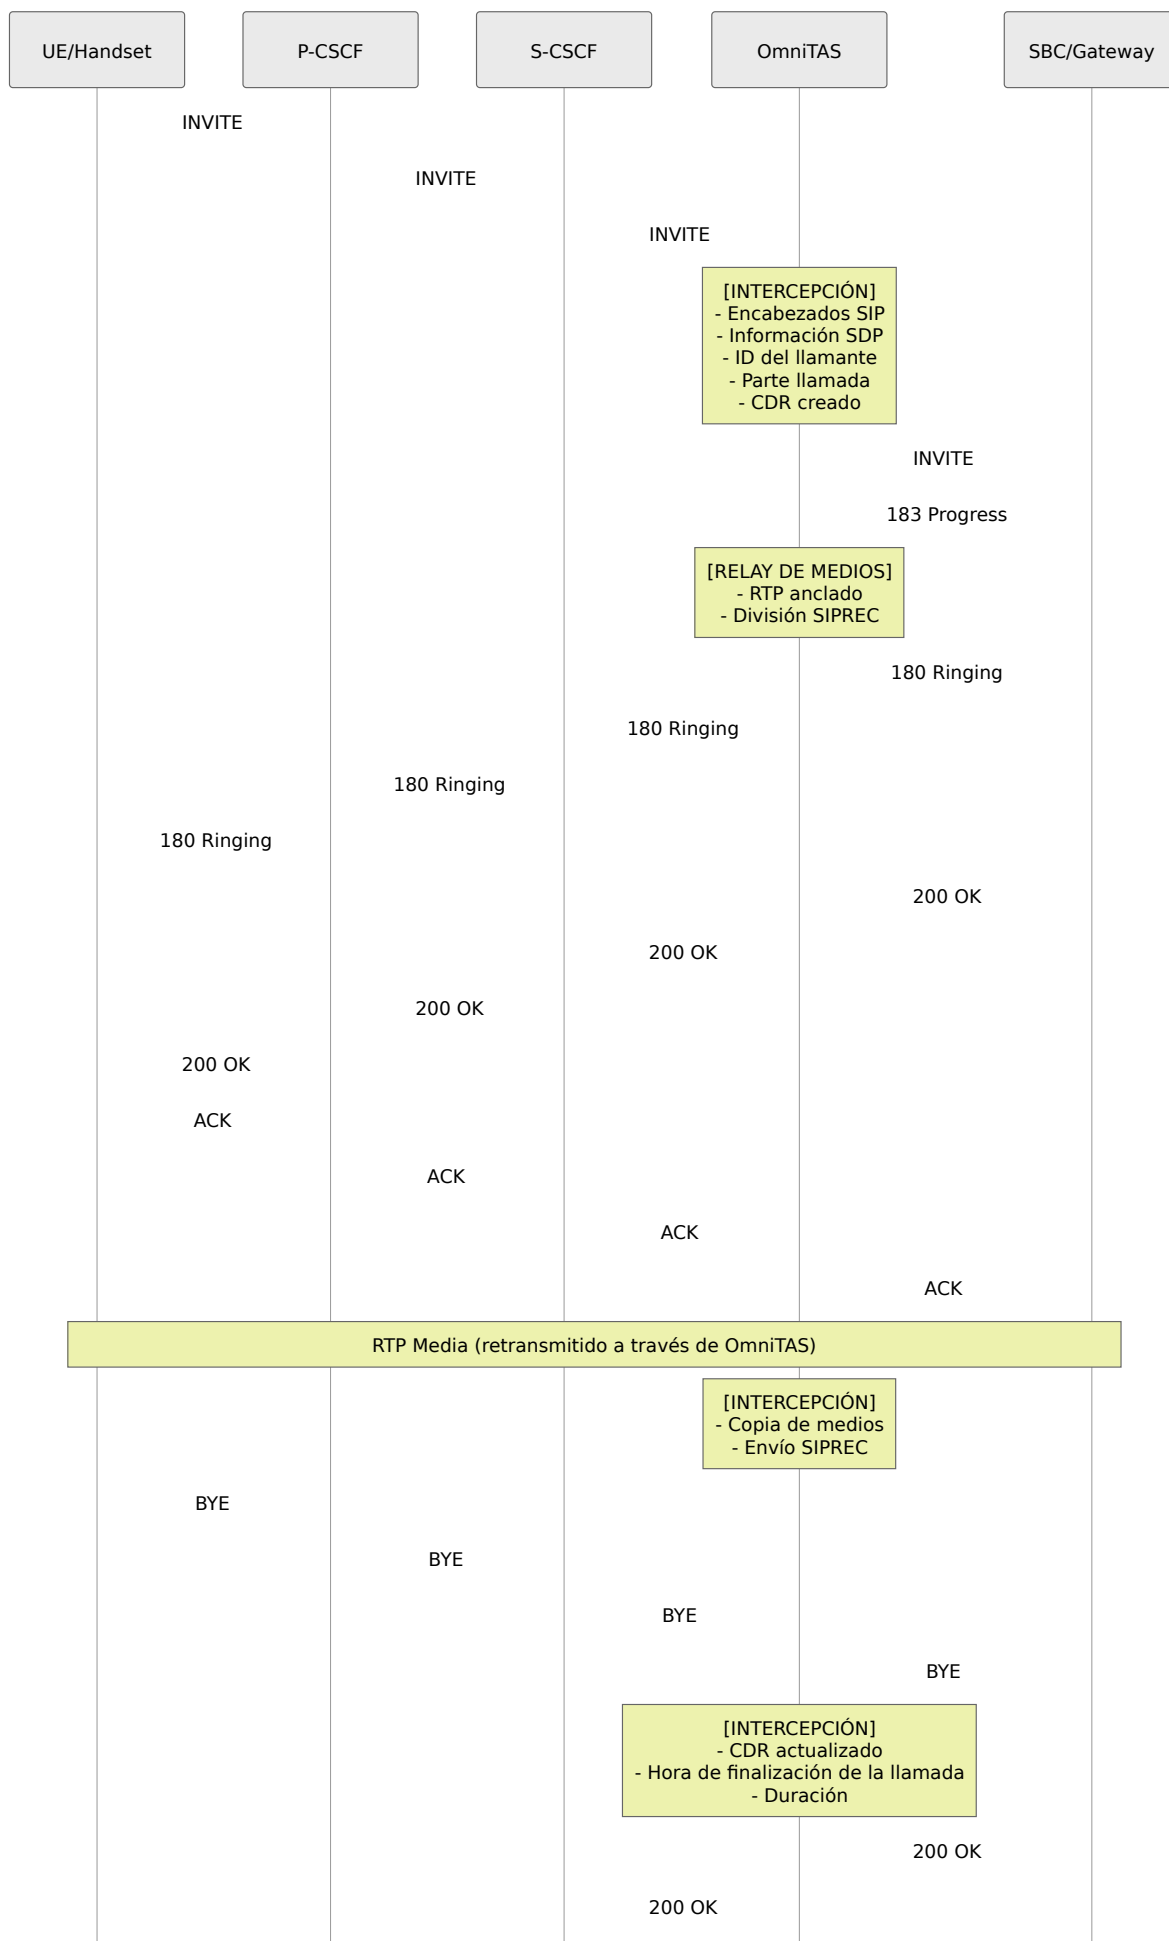 UE/Handset
P-CSCF
S-CSCF
OmniTAS
SBC/Gateway
INVITE
INVITE
INVITE
[INTERCEPCIÓN]
- Encabezados SIP
- Información SDP
- ID del llamante
- Parte llamada
- CDR creado
INVITE
183 Progress
[RELAY DE MEDIOS]
- RTP anclado
- División SIPREC
180 Ringing
180 Ringing
180 Ringing
180 Ringing
200 OK
200 OK
200 OK
200 OK
ACK
ACK
ACK
ACK
RTP Media (retransmitido a través de OmniTAS)
[INTERCEPCIÓN]
- Copia de medios
- Envío SIPREC
BYE
BYE
BYE
BYE
[INTERCEPCIÓN]
- CDR actualizado
- Hora de finalización de la llamada
- Duración
200 OK
200 OK